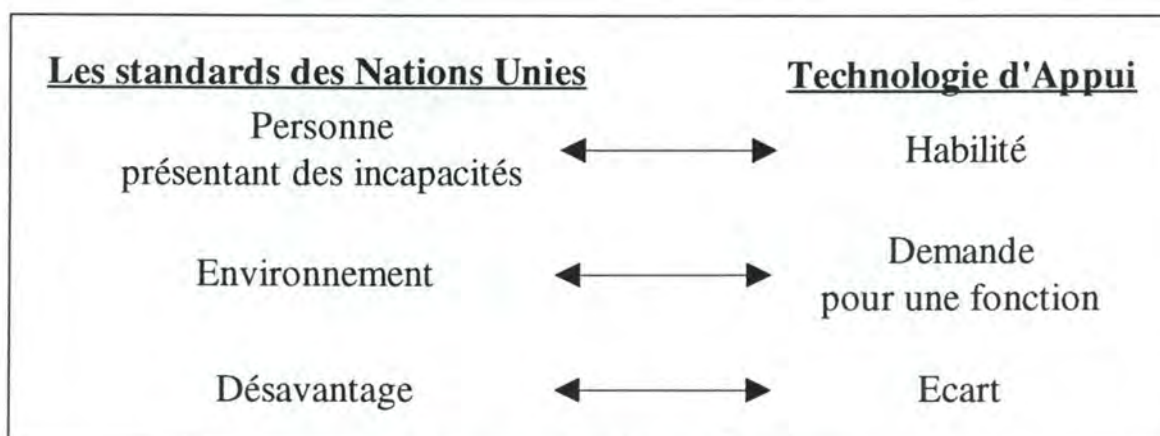 Les standards des Nations Unies
Technologie d'Appui
Personne
présentant des incapacités
Habilité
Environnement
Demande
pour une fonction
Désavantage
Ecart